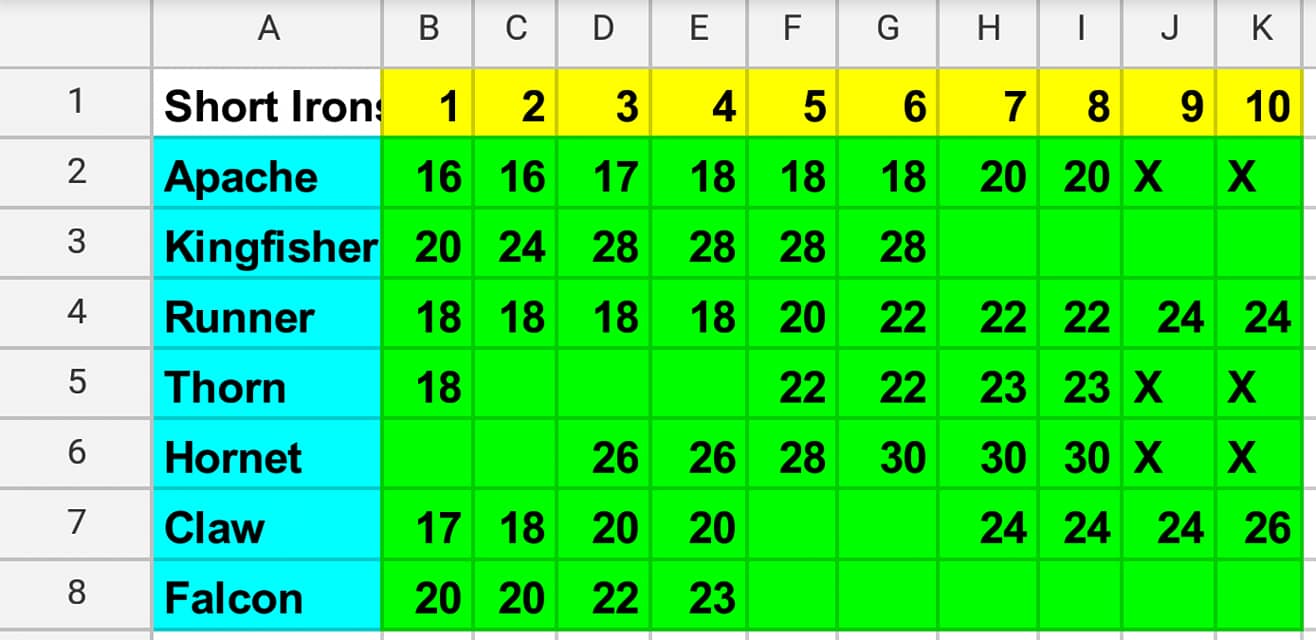 A B C D E F G H I J K
1 Short Irons 1 2 3 4 5 6 7 8 9 10
2 Apache 16 16 17 18 18 18 20 20 X X
3 Kingfisher 20 24 28 28 28 28
4 Runner 18 18 18 18 20 22 22 22 24 24
5 Thorn 18 22 22 23 23 X X
6 Hornet 26 26 28 30 30 30 X X
7 Claw 17 18 20 20 24 24 24 26
8 Falcon 20 20 22 23